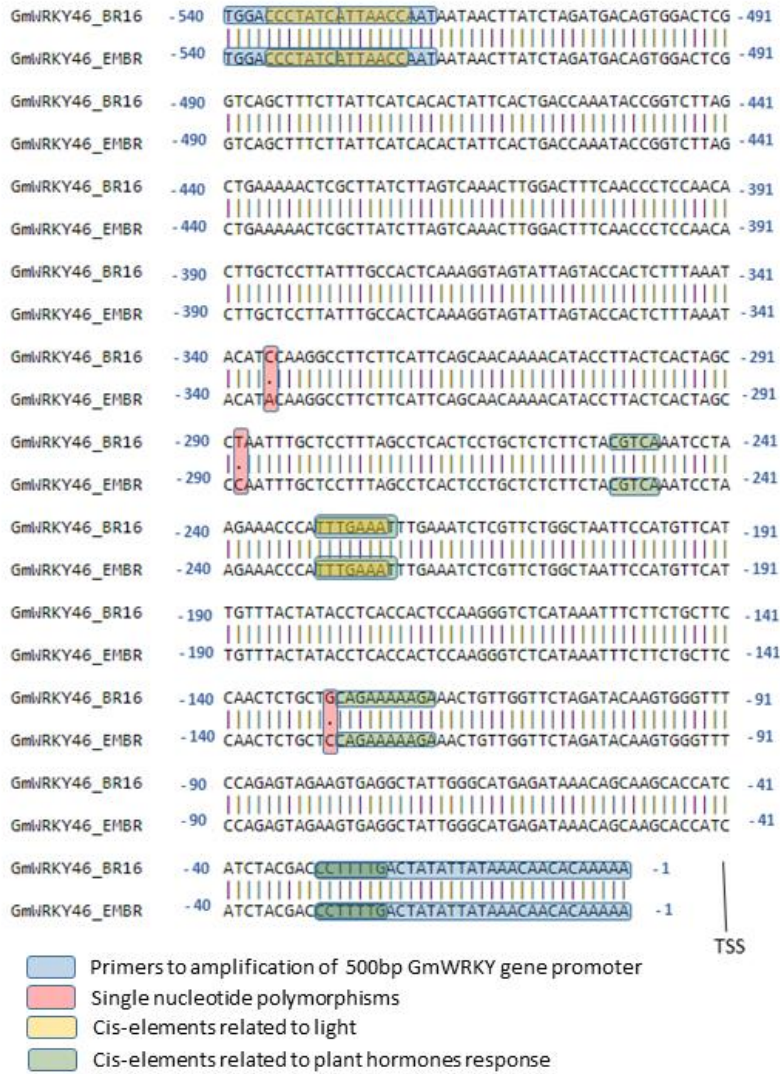 GmWRKY46_BR16 -540 TGGACCCTATCATTAACCAATAATAACTTATCTAGATGACAGTGGACTCG -491
GmWRKY46_EMBR -540 TGGACCCTATCATTAACCAATAATAACTTATCTAGATGACAGTGGACTCG -491
GmWRKY46_BR16 -490 GTCAGCTTTCTTATTCATCACACTATTCACTGACCAAATACCGGTCTTAG -441
GmWRKY46_EMBR -490 GTCAGCTTTCTTATTCATCACACTATTCACTGACCAAATACCGGTCTTAG -441
GmWRKY46_BR16 -440 CTGAAAAACTCGCTTATCTTAGTCAAACTTGGACTTTCAACCCTCCAACA -391
GmWRKY46_EMBR -440 CTGAAAAACTCGCTTATCTTAGTCAAACTTGGACTTTCAACCCTCCAACA -391
GmWRKY46_BR16 -390 CTTGCTCCTTATTTGCCACTCAAAGGTAGTATTAGTACCACTCTTTAAAT -341
GmWRKY46_EMBR -390 CTTGCTCCTTATTTGCCACTCAAAGGTAGTATTAGTACCACTCTTTAAAT -341
GmWRKY46_BR16 -340 ACATCCAAGGCCTTCTTCATTCAGCAACAAAACATACCTTACTCACTAGC -291
GmWRKY46_EMBR -340 ACATACAAGGCCTTCTTCATTCAGCAACAAAACATACCTTACTCACTAGC -291
GmWRKY46_BR16 -290 CTAATTTGCTCCTTTAGCCTCACTCCTGCTCTCTTCTACGTCAAATCCTA -241
GmWRKY46_EMBR -290 CCAATTTGCTCCTTTAGCCTCACTCCTGCTCTCTTCTACGTCAAATCCTA -241
GmWRKY46_BR16 -240 AGAAACCCATTTGAAATTTGAAATCTCGTTCTGGCTAATTCCATGTTCAT -191
GmWRKY46_EMBR -240 AGAAACCCATTTGAAATTTGAAATCTCGTTCTGGCTAATTCCATGTTCAT -191
GmWRKY46_BR16 -190 TGTTTACTATACCTCACCACTCCAAGGGTCTCATAAATTTCTTCTGCTTC -141
GmWRKY46_EMBR -190 TGTTTACTATACCTCACCACTCCAAGGGTCTCATAAATTTCTTCTGCTTC -141
GmWRKY46_BR16 -140 CAACTCTGCTGCAGAAAAAGAAACTGTTGGTTCTAGATACAAGTGGGTTT -91
GmWRKY46_EMBR -140 CAACTCTGCTCCAGAAAAAGAAACTGTTGGTTCTAGATACAAGTGGGTTT -91
GmWRKY46_BR16 -90 CCAGAGTAGAAGTGAGGCTATTGGGCATGAGATAAACAGCAAGCACCATC -41
GmWRKY46_EMBR -90 CCAGAGTAGAAGTGAGGCTATTGGGCATGAGATAAACAGCAAGCACCATC -41
GmWRKY46_BR16 -40 ATCTACGACCCTTTTGACTATATTATAAACAACACAAAAA -1
GmWRKY46_EMBR -40 ATCTACGACCCTTTTGACTATATTATAAACAACACAAAAA -1
TSS
Primers to amplification of 500bp GmWRKY gene promoter
Single nucleotide polymorphisms
Cis-elements related to light
Cis-elements related to plant hormones response